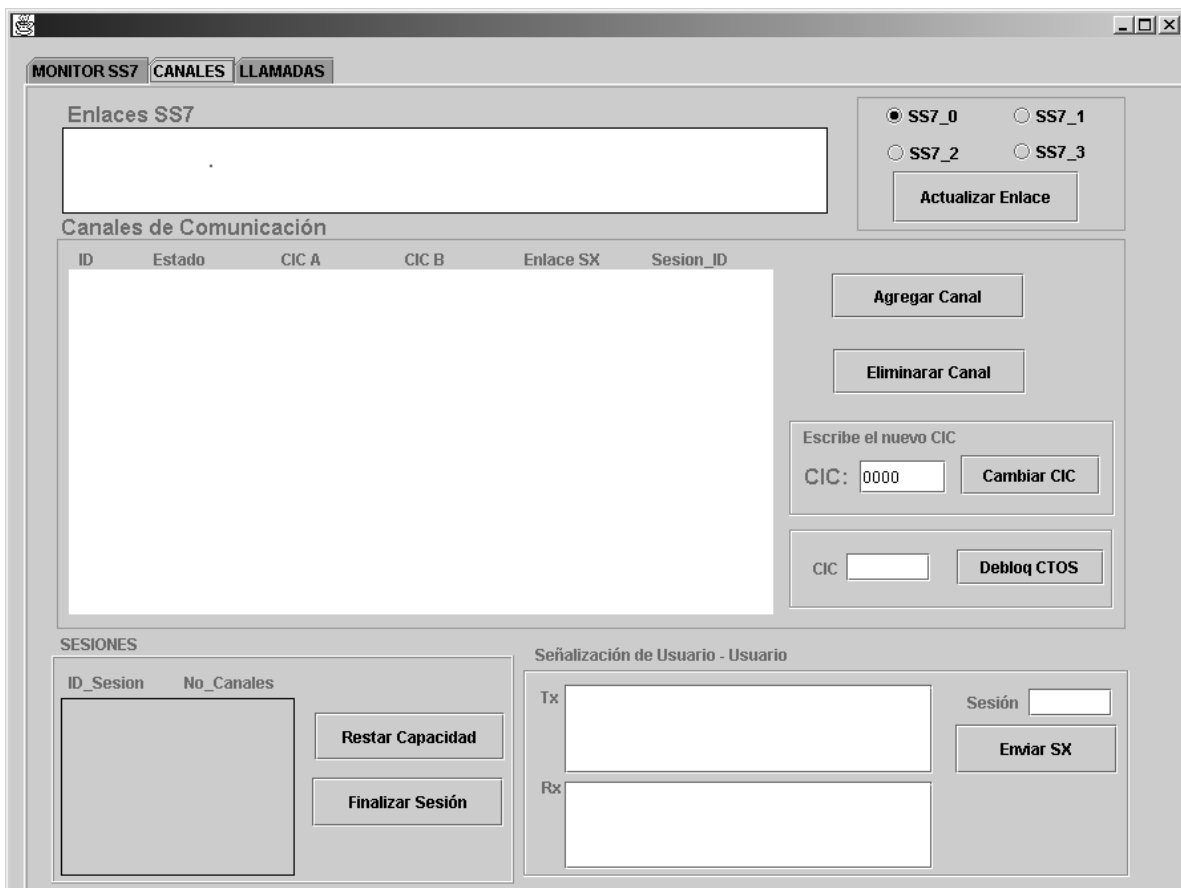 MONITOR SS7 CANALES LLAMADAS
Enlaces SS7
SS7_0 SS7_1
SS7_2 SS7_3
Actualizar Enlace
Canales de Comunicación
ID Estado CIC A CIC B Enlace SX Sesion_ID
Agregar Canal
Eliminarar Canal
Escribe el nuevo CIC
CIC: 0000 Cambiar CIC
CIC Debloq CTOS
SESIONES
ID_Sesion No_Canales
Restar Capacidad
Finalizar Sesión
Señalización de Usuario - Usuario
Tx
Sesión
Enviar SX
Rx